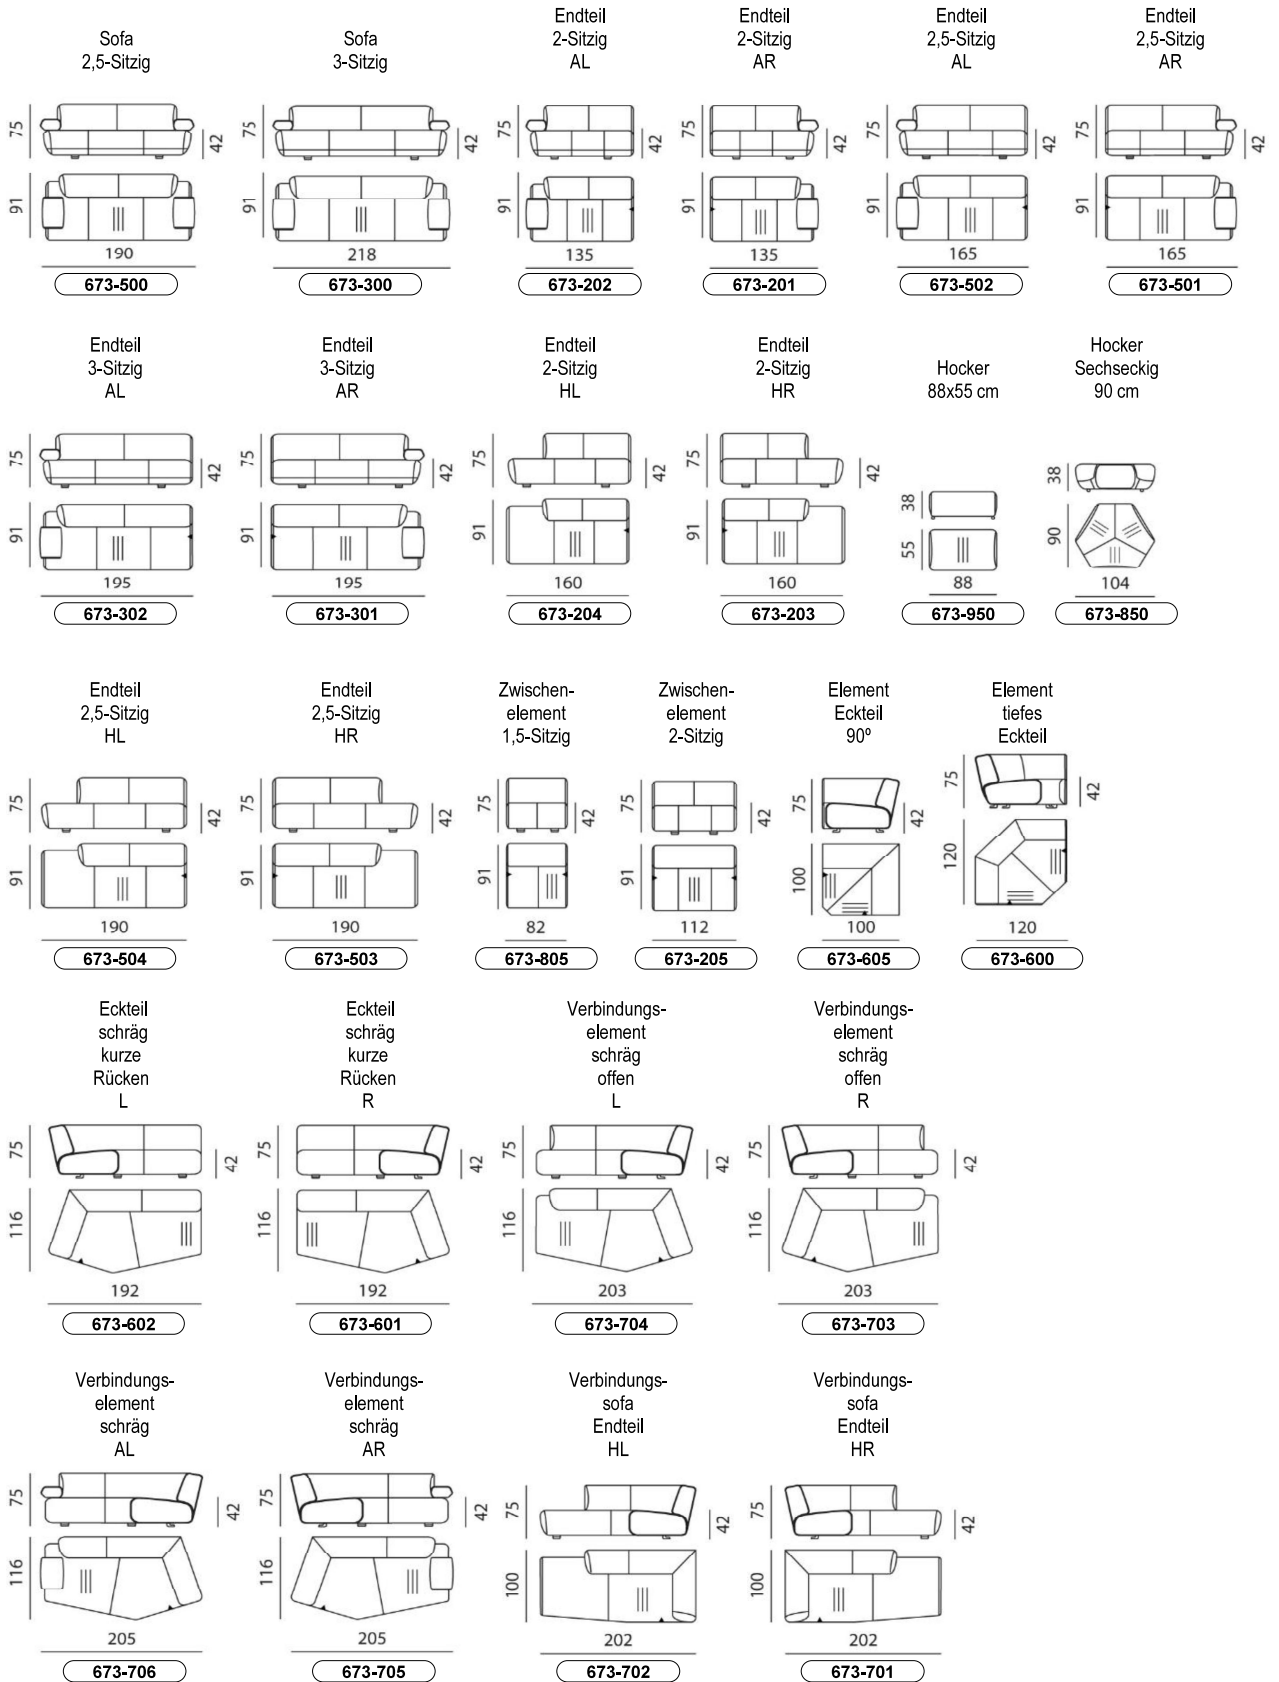 Sofa
2,5-Sitzig
Sofa
3-Sitzig
Endteil
2-Sitzig
AL
Endteil
2-Sitzig
AR
Endteil
2,5-Sitzig
AL
Endteil
2,5-Sitzig
AR
75
42
75
42
75
42
75
42
75
42
75
42
91
91
91
91
91
91
190
218
135
135
165
165
673-500
673-300
673-202
673-201
673-502
673-501
Endteil
3-Sitzig
AL
Endteil
3-Sitzig
AR
Endteil
2-Sitzig
HL
Endteil
2-Sitzig
HR
Hocker
88x55 cm
Hocker
Sechseckig
90 cm
75
42
75
42
75
42
75
42
38
38
91
91
91
91
55
90
195
195
160
160
88
104
673-302
673-301
673-204
673-203
673-950
673-850
Endteil
2,5-Sitzig
HL
Endteil
2,5-Sitzig
HR
Zwischen-
element
1,5-Sitzig
Zwischen-
element
2-Sitzig
Element
Eckteil
90º
Element
tiefes
Eckteil
75
42
75
42
75
42
75
42
75
42
75
42
91
91
91
91
100
120
190
190
82
112
100
120
673-504
673-503
673-805
673-205
673-605
673-600
Eckteil
schräg
kurze
Rücken
L
Eckteil
schräg
kurze
Rücken
R
Verbindungs-
element
schräg
offen
L
Verbindungs-
element
schräg
offen
R
75
42
75
42
75
42
75
42
116
116
116
116
192
192
203
203
673-602
673-601
673-704
673-703
Verbindungs-
element
schräg
AL
Verbindungs-
element
schräg
AR
Verbindungs-
sofa
Endteil
HL
Verbindungs-
sofa
Endteil
HR
75
42
75
42
75
42
75
42
116
116
100
100
205
205
202
202
673-706
673-705
673-702
673-701